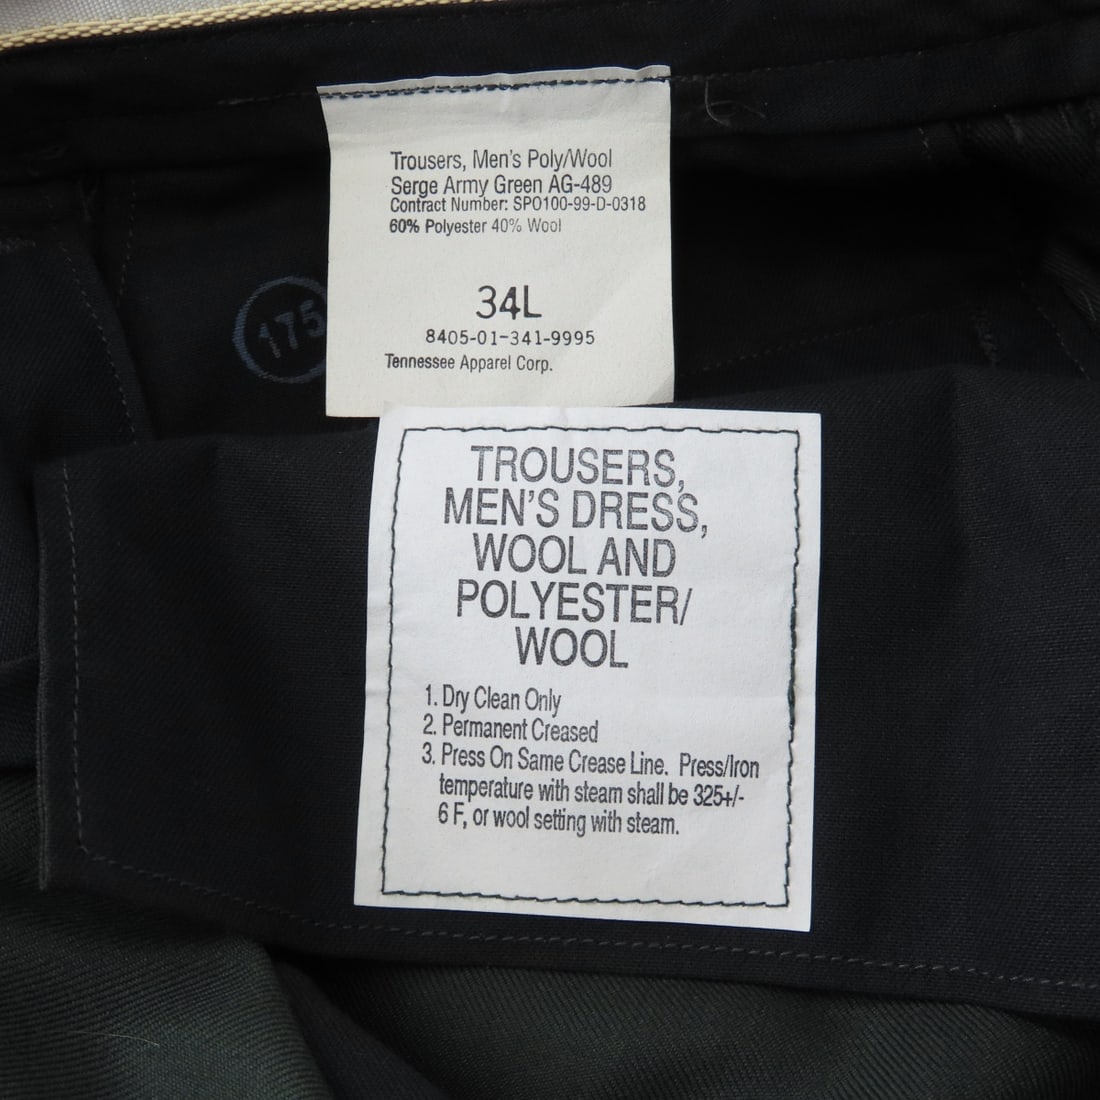 Trousers, Men's Poly/Wool
Serge Army Green AG-489
Contract Number: SPO100-99-D-0318
60% Polyester 40% Wool
34L
8405-01-341-9995
Tennessee Apparel Corp.
175
TROUSERS,
MEN'S DRESS,
WOOL AND
POLYESTER/
WOOL
1. Dry Clean Only
2. Permanent Creased
3. Press On Same Crease Line. Press/Iron
temperature with steam shall be 325+/-
6 F, or wool setting with steam.